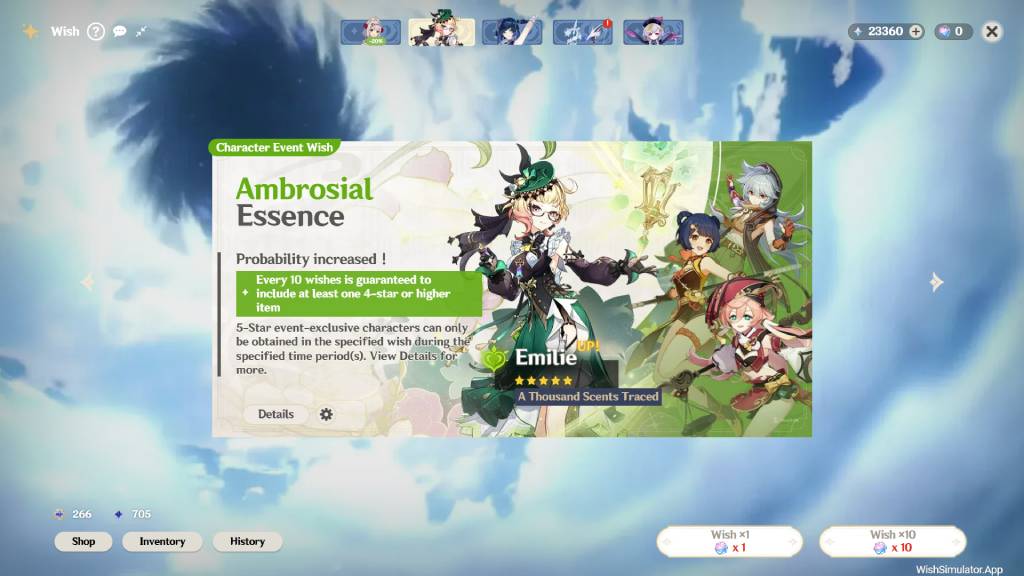 Wish ?
-20%
!
23360 +
0
Character Event Wish
Ambrosial
Essence
Probability increased !
Every 10 wishes is guaranteed to
include at least one 4-star or higher
item
5-Star event-exclusive characters can only
be obtained in the specified wish during the
specified time period(s). View Details for
more.
Details
UP!
Emilie
A Thousand Scents Traced
266 705
Shop Inventory History
Wish ×1
x 1
Wish ×10
x 10
WishSimulator.App